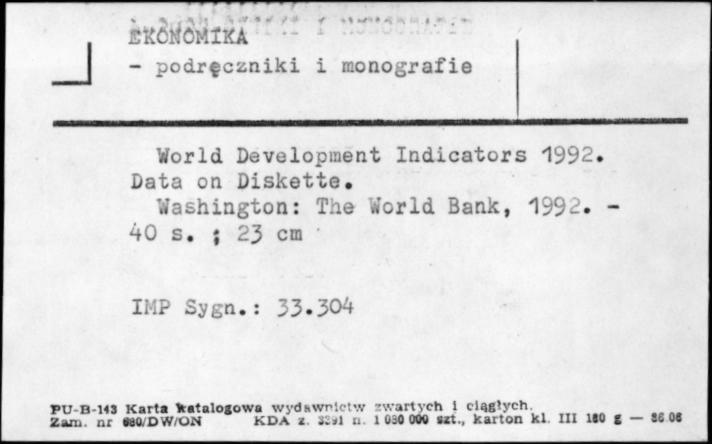 EKONOMIKA
- podręczniki i monografie
World Development Indicators 1992.
Data on Diskette.
Washington: The World Bank, 1992. -
40 s. ; 23 cm
IMP Sygn.: 33.304
PU-B-143 Karta katalogowa wydawnictw zwartych i ciągłych.
Zam. nr 680/DW/ON KDA z. 3391 n. 1 080 000 szt., karton kl. III 180 g — 86.06